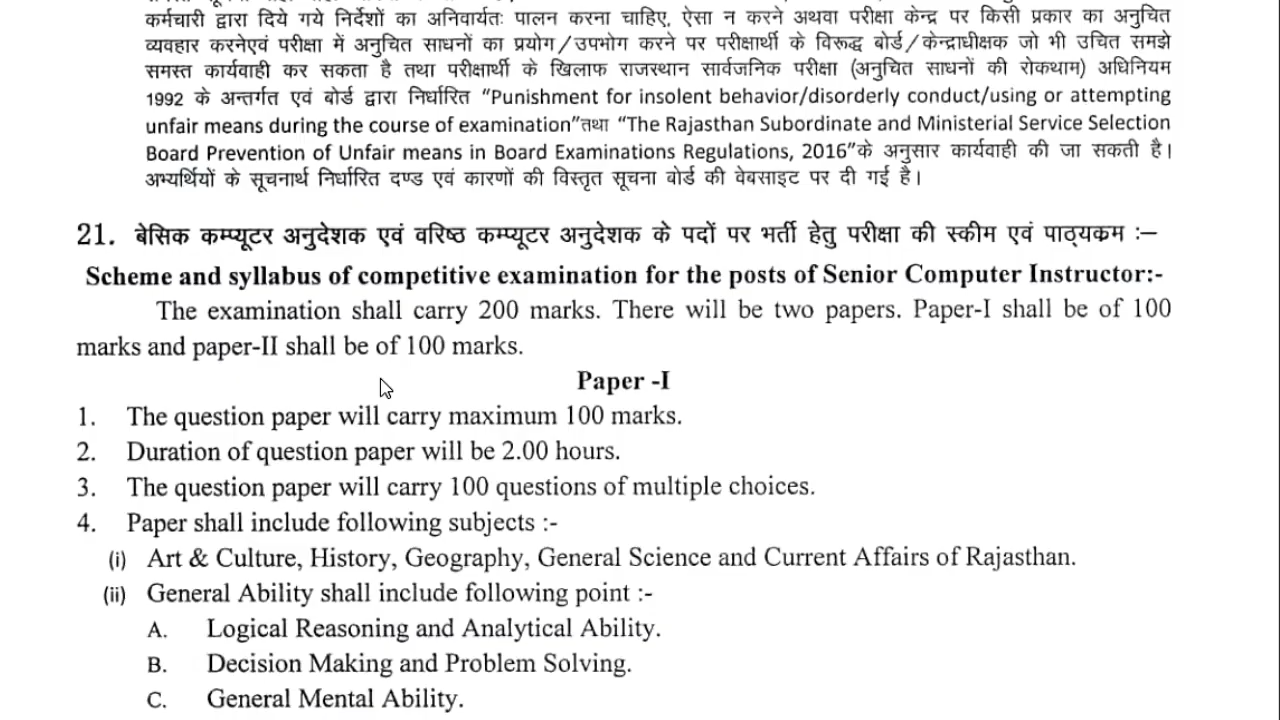 कर्मचारी द्वारा दिये गये निर्देशों का अनिवार्यतः पालन करना चाहिए, ऐसा न करने अथवा परीक्षा केन्द्र पर किसी प्रकार का अनुचित
व्यवहार करनेएवं परीक्षा में अनुचित साधनों का प्रयोग/उपभोग करने पर परीक्षार्थी के विरूद्ध बोर्ड/केन्द्राधीक्षक जो भी उचित समझे
समस्त कार्यवाही कर सकता है तथा परीक्षार्थी के खिलाफ राजस्थान सार्वजनिक परीक्षा (अनुचित साधनों की रोकथाम) अधिनियम
1992 के अन्तर्गत एवं बोर्ड द्वारा निर्धारित “Punishment for insolent behavior/disorderly conduct/using or attempting
unfair means during the course of examination”तथा “The Rajasthan Subordinate and Ministerial Service Selection
Board Prevention of Unfair means in Board Examinations Regulations, 2016”के अनुसार कार्यवाही की जा सकती है।
अभ्यर्थियों के सूचनार्थ निर्धारित दण्ड एवं कारणों की विस्तृत सूचना बोर्ड की वेबसाइट पर दी गई है।
21. बेसिक कम्प्यूटर अनुदेशक एवं वरिष्ठ कम्प्यूटर अनुदेशक के पदों पर भर्ती हेतु परीक्षा की स्कीम एवं पाठ्यक्रम :–
Scheme and syllabus of competitive examination for the posts of Senior Computer Instructor:-
The examination shall carry 200 marks. There will be two papers. Paper-I shall be of 100
marks and paper-II shall be of 100 marks.
Paper -I
1. The question paper will carry maximum 100 marks.
2. Duration of question paper will be 2.00 hours.
3. The question paper will carry 100 questions of multiple choices.
4. Paper shall include following subjects :-
(i) Art & Culture, History, Geography, General Science and Current Affairs of Rajasthan.
(ii) General Ability shall include following point :-
A. Logical Reasoning and Analytical Ability.
B. Decision Making and Problem Solving.
C. General Mental Ability.